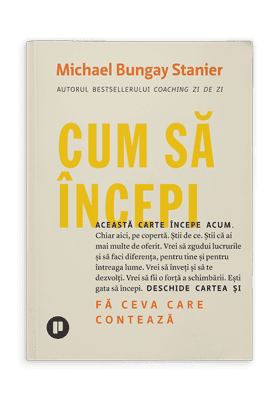 Michael Bungay Stanier
AUTORUL BESTSELLERULUI COACHING ZI DE ZI
CUM SĂ
ÎNCEPI
ACEASTĂ CARTE ÎNCEPE ACUM.
Chiar aici, pe copertă. Știi de ce. Știi că ai
mai multe de oferit. Vrei să zgudui lucrurile
și să faci diferența, pentru tine și pentru
întreaga lume. Vrei să înveți și să te
dezvolți. Vrei să fii o forță a schimbării. Ești
gata să începi. DESCHIDE CARTEA ȘI
FĂ CEVA CARE
CONTEAZĂ